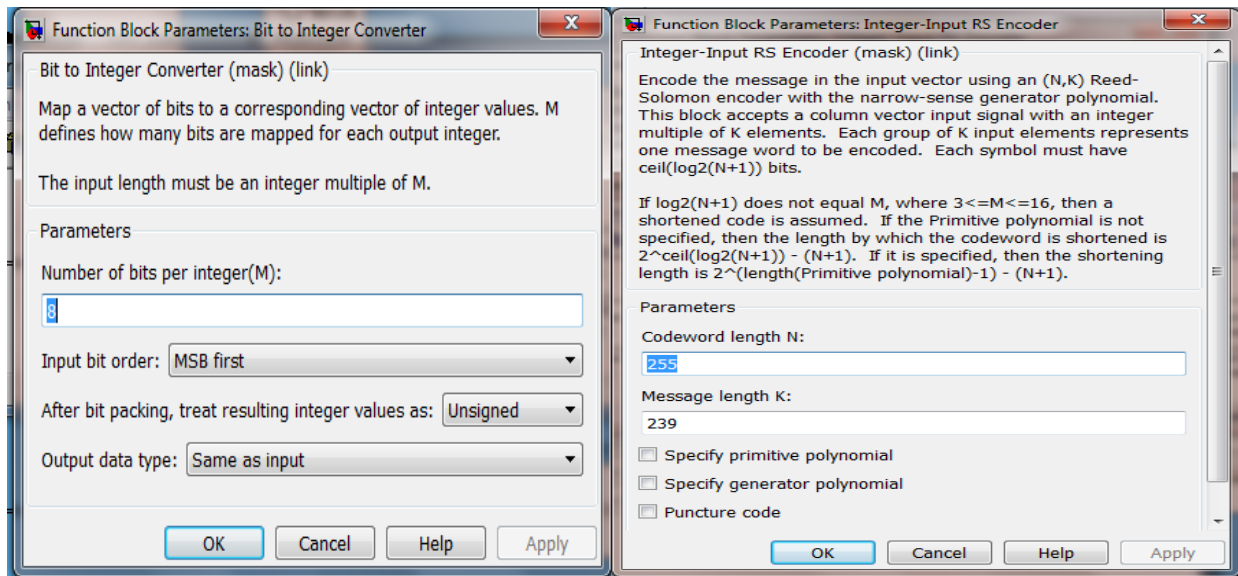 Function Block Parameters: Bit to Integer Converter
Bit to Integer Converter (mask) (link)
Map a vector of bits to a corresponding vector of integer values. M
defines how many bits are mapped for each output integer.
The input length must be an integer multiple of M.
Parameters
Number of bits per integer(M):
8
Input bit order: MSB first
After bit packing, treat resulting integer values as: Unsigned
Output data type: Same as input
OK Cancel Help Apply
Function Block Parameters: Integer-Input RS Encoder
Integer-Input RS Encoder (mask) (link)
Encode the message in the input vector using an (N,K) Reed-
Solomon encoder with the narrow-sense generator polynomial.
This block accepts a column vector input signal with an integer
multiple of K elements. Each group of K input elements represents
one message word to be encoded. Each symbol must have
ceil(log2(N+1)) bits.
If log2(N+1) does not equal M, where 3<=M<=16, then a
shortened code is assumed. If the Primitive polynomial is not
specified, then the length by which the codeword is shortened is
2^ceil(log2(N+1)) - (N+1). If it is specified, then the shortening
length is 2^(length(Primitive polynomial)-1) - (N+1).
Parameters
Codeword length N:
255
Message length K:
239
Specify primitive polynomial
Specify generator polynomial
Puncture code
OK Cancel Help Apply